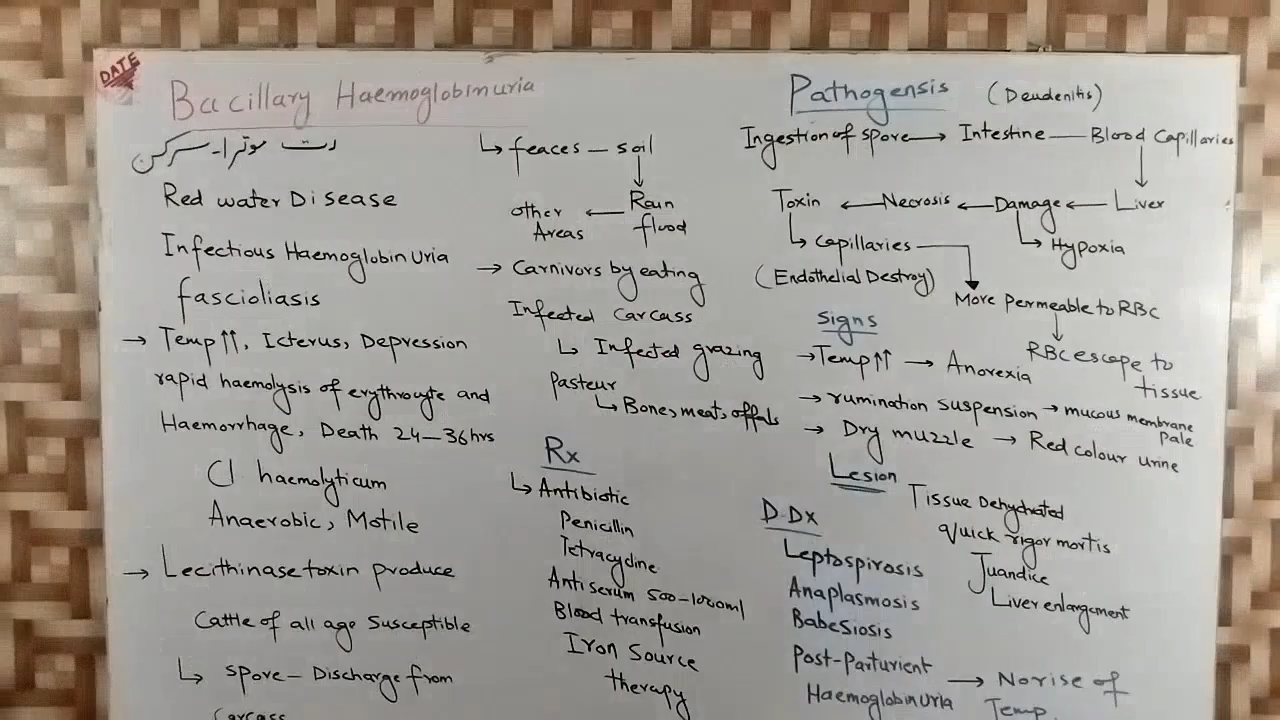 DATE
Bacillary Haemoglobinuria
رت موترا - سرکن
Red water Disease
Infectious Haemoglobinuria
fascioliasis
→ Temp↑↑, Icterus, Depression
rapid haemolysis of erythrocyte and
Haemorrhage, Death 24-36 hrs
Cl haemolyticum
Anaerobic, Motile
→ Lecithinase toxin produce
Cattle of all age Susceptible
↳ spore - Discharge from
Carcass
↳ feaces - soil
↓
other ← Rain
Areas flood
→ Carnivors by eating
Infected carcass
↳ Infected grazing
Pasteur
↳ Bones, meats, offals
Rx
↳ Antibiotic
Penicillin
Tetracycline
Antiserum 500-1000ml
Blood transfusion
Iron Source
therapy
Pathogensis (Deudenitis)
Ingestion of spore → Intestine — Blood Capillaries
↓
Toxin ← Necrosis ← Damage ← Liver
↳ Capillaries ↳ Hypoxia
(Endothelial Destroy)
More Permeable to RBC
↓
RBC escape to
tissue
Signs
→ Temp↑↑ → Anorexia
→ rumination suspension → mucous membrane
Pale
→ Dry muzzle → Red colour urine
Lesion
Tissue Dehydrated
quick rigor mortis
Juandice
Liver enlargement
D.Dx
Leptospirosis
Anaplasmosis
Babesiosis
Post-Parturient
Haemoglobinuria → No rise of
Temp.